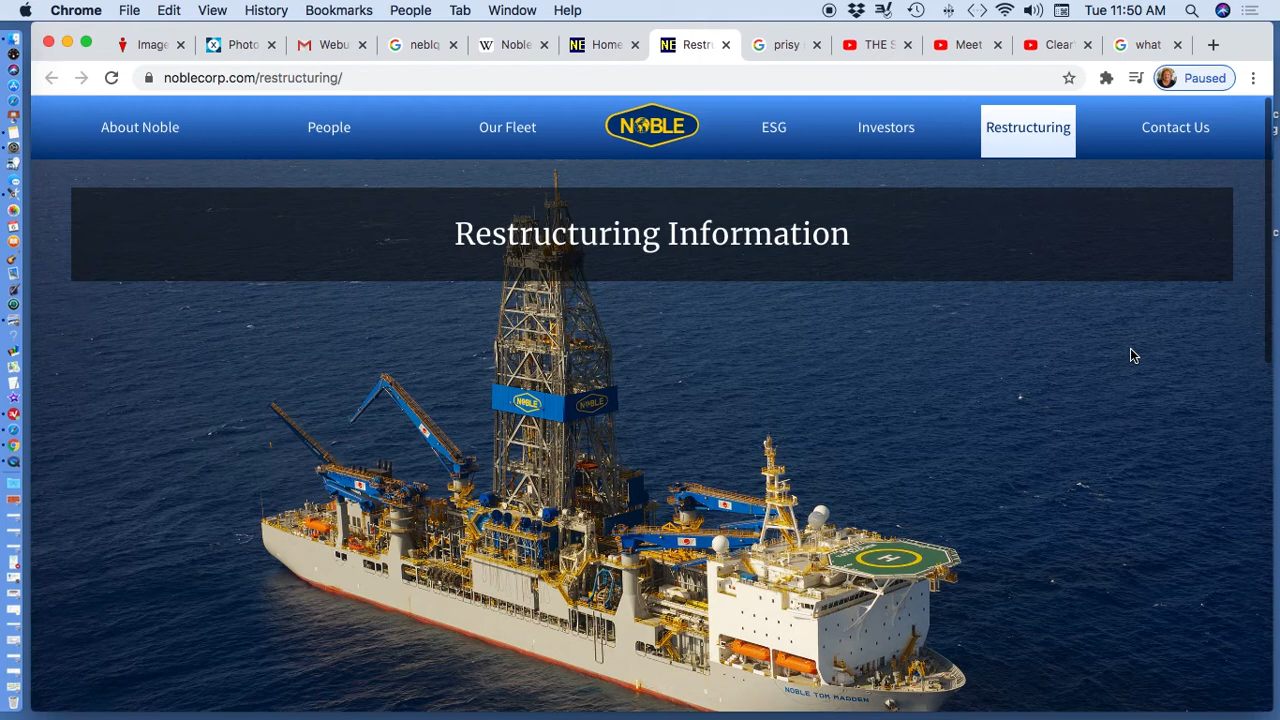 Chrome File Edit View History Bookmarks People Tab Window Help Tue 11:50 AM
Image Photo Webu neblo Noble Home Restru prisy THE S Meet Clear what
noblecorp.com/restructuring/ Paused
About Noble People Our Fleet NOBLE ESG Investors Restructuring Contact Us
Restructuring Information
NOBLE NOBLE
H
NOBLE TOM MADDEN